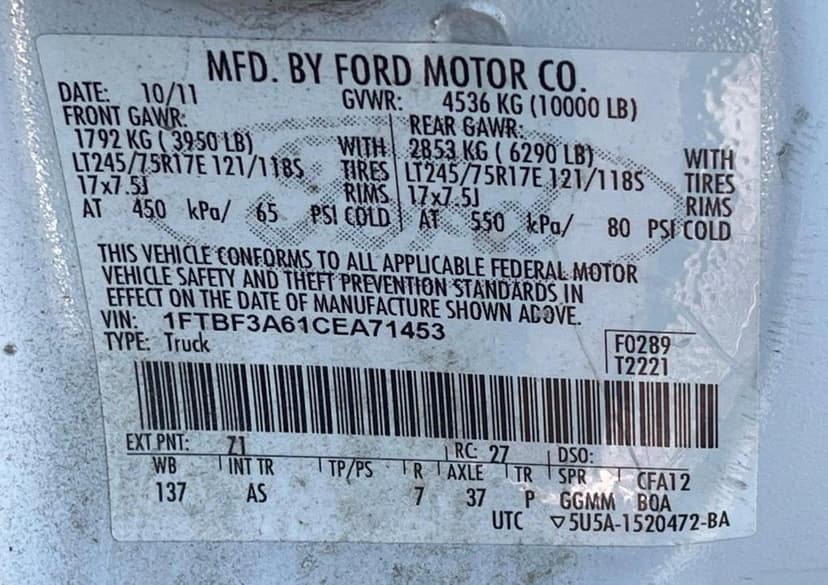 MFD. BY FORD MOTOR CO.
DATE: 10/11 GVWR: 4536 KG (10000 LB)
FRONT GAWR: REAR GAWR:
1792 KG ( 3950 LB) WITH 2853 KG ( 6290 LB) WITH
LT245/75R17E 121/118S TIRES LT245/75R17E 121/118S TIRES
17x7.5J RIMS 17x7.5J RIMS
AT 450 kPa/ 65 PSI COLD AT 550 kPa/ 80 PSI COLD
THIS VEHICLE CONFORMS TO ALL APPLICABLE FEDERAL MOTOR
VEHICLE SAFETY AND THEFT PREVENTION STANDARDS IN
EFFECT ON THE DATE OF MANUFACTURE SHOWN ABOVE.
VIN: 1FTBF3A61CEA71453
TYPE: Truck
F0289
T2221
EXT PNT: Z1 RC: 27 DSO:
WB INT TR TP/PS R AXLE TR SPR CFA12
137 AS 7 37 P GGMM BOA
UTC ▽5U5A-1520472-BA